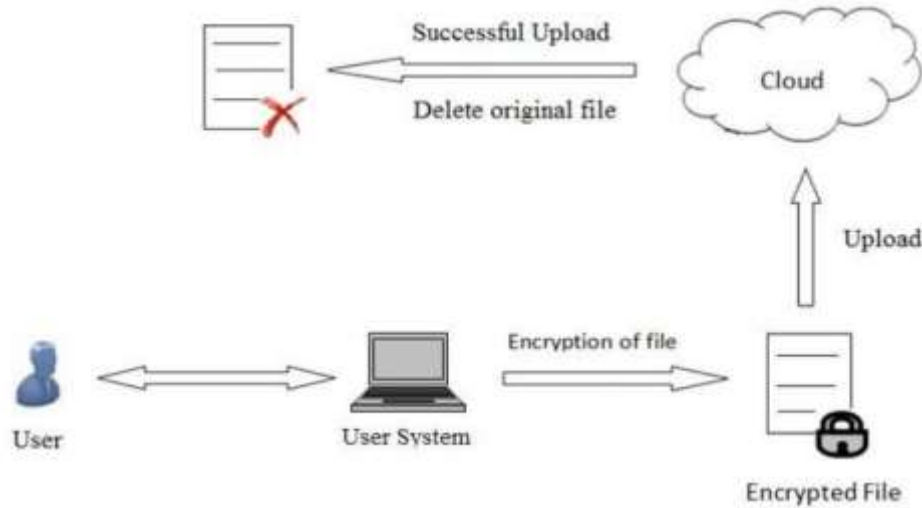 Successful Upload
Cloud
Delete original file
Upload
Encryption of file
User
User System
Encrypted File